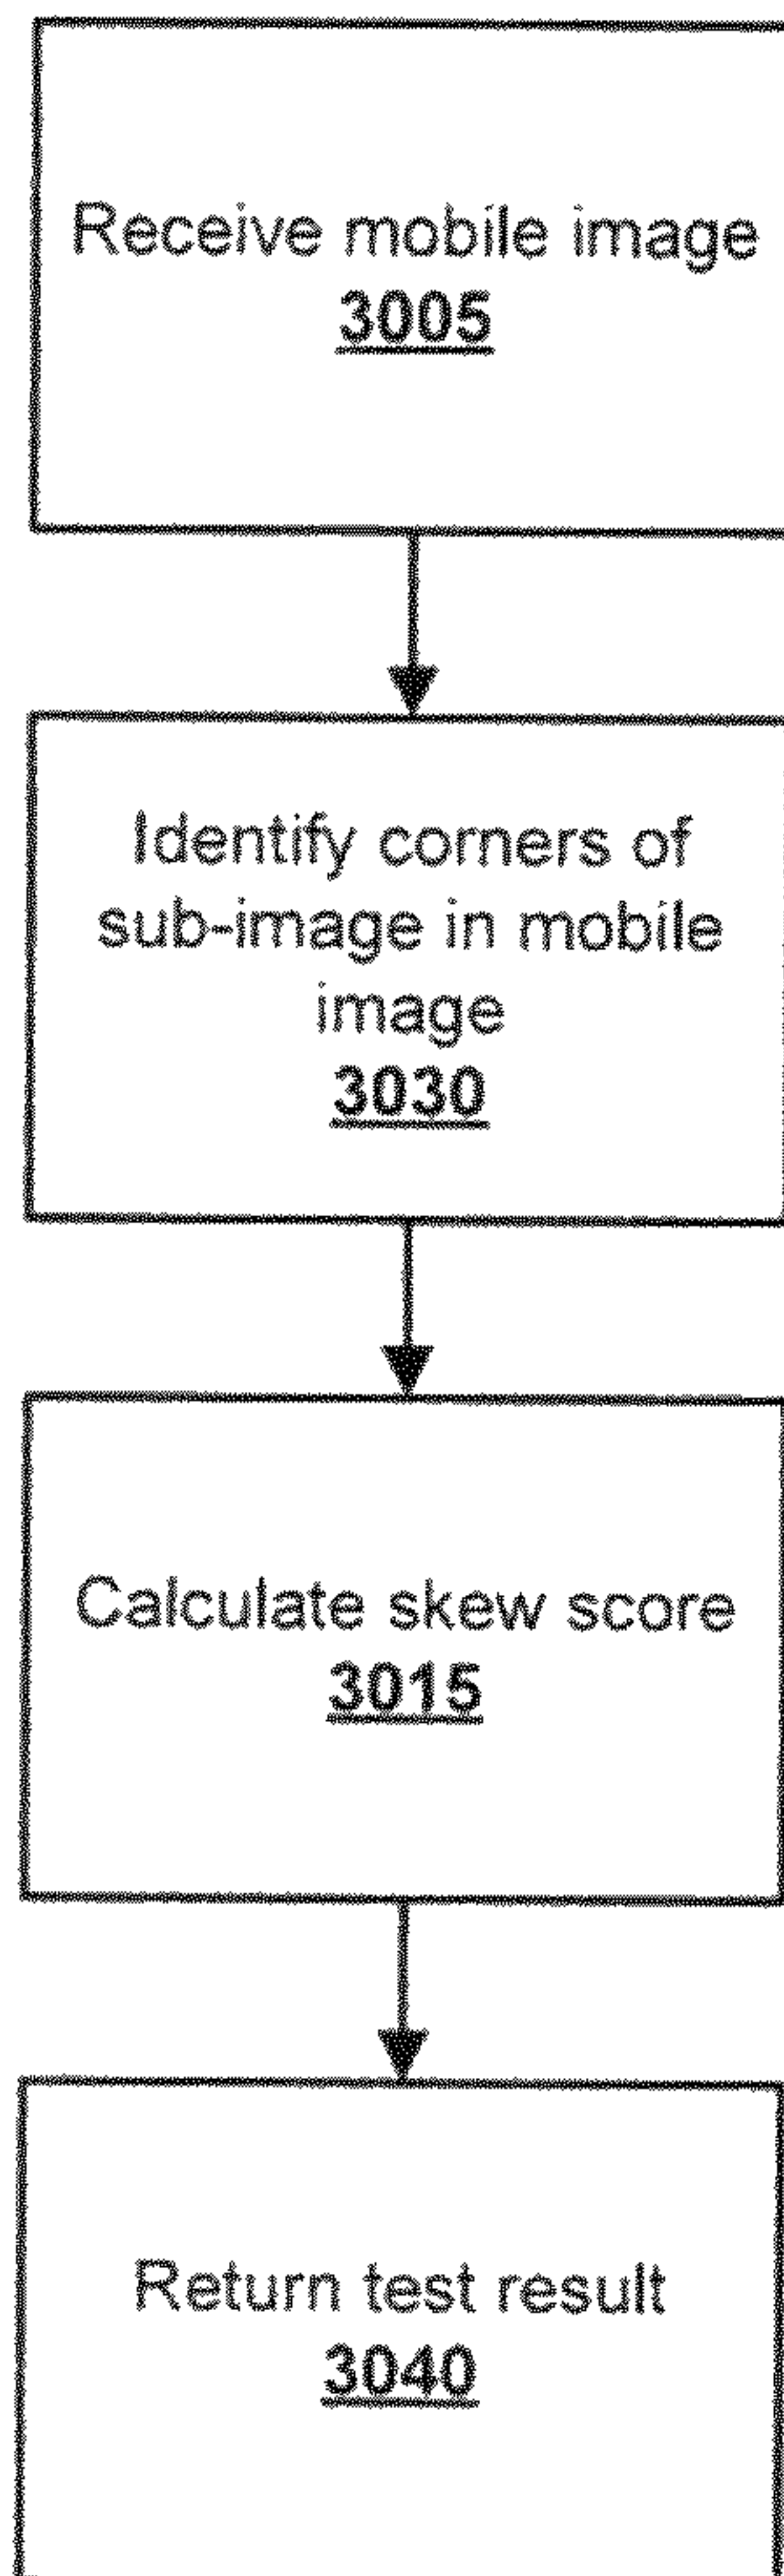 Receive mobile image
3005
Identify corners of
sub-image in mobile
image
3030
Calculate skew score
3015
Return test result
3040